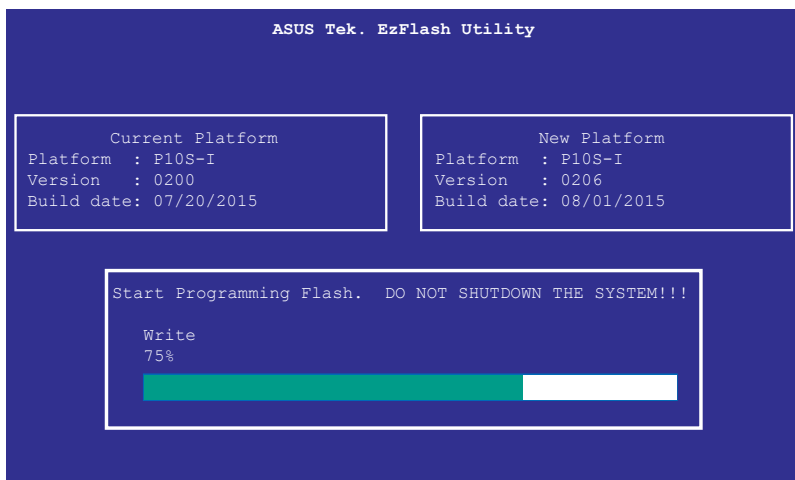 ASUS Tek. EzFlash Utility
Current Platform
Platform : P10S-I
Version : 0200
Build date: 07/20/2015
New Platform
Platform : P10S-I
Version : 0206
Build date: 08/01/2015
Start Programming Flash. DO NOT SHUTDOWN THE SYSTEM!!!
Write
75%